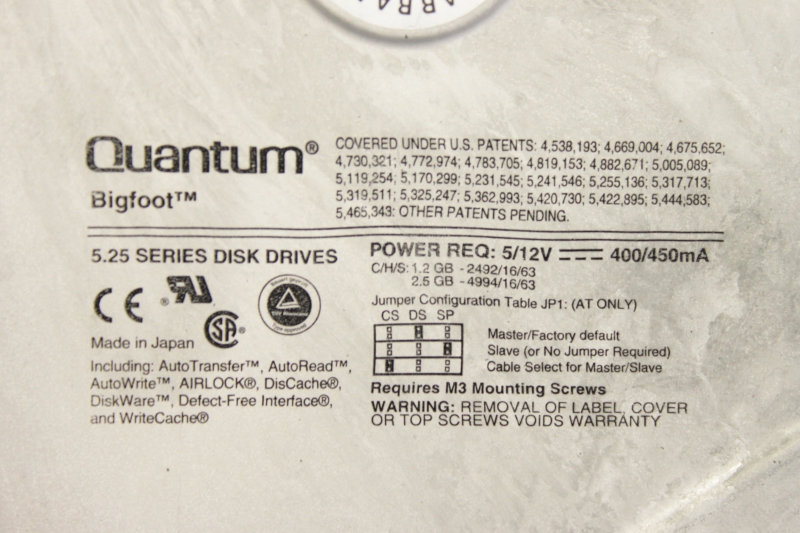 Quantum®
Bigfoot™
COVERED UNDER U.S. PATENTS: 4,538,193; 4,669,004; 4,675,652;
4,730,321; 4,772,974; 4,783,705; 4,819,153; 4,882,671; 5,005,089;
5,119,254; 5,170,299; 5,231,545; 5,241,546; 5,255,136; 5,317,713;
5,319,511; 5,325,247; 5,362,993; 5,420,730; 5,422,895; 5,444,583;
5,465,343: OTHER PATENTS PENDING.
5.25 SERIES DISK DRIVES
CE
SA®
Made in Japan
Including: AutoTransfer™, AutoRead™,
AutoWrite™, AIRLOCK®, DisCache®,
DiskWare™, Defect-Free Interface®,
and WriteCache®
POWER REQ: 5/12V 400/450mA
C/H/S: 1.2 GB - 2492/16/63
2.5 GB - 4994/16/63
Jumper Configuration Table JP1: (AT ONLY)
CS DS SP
Master/Factory default
Slave (or No Jumper Required)
Cable Select for Master/Slave
Requires M3 Mounting Screws
WARNING: REMOVAL OF LABEL, COVER
OR TOP SCREWS VOIDS WARRANTY